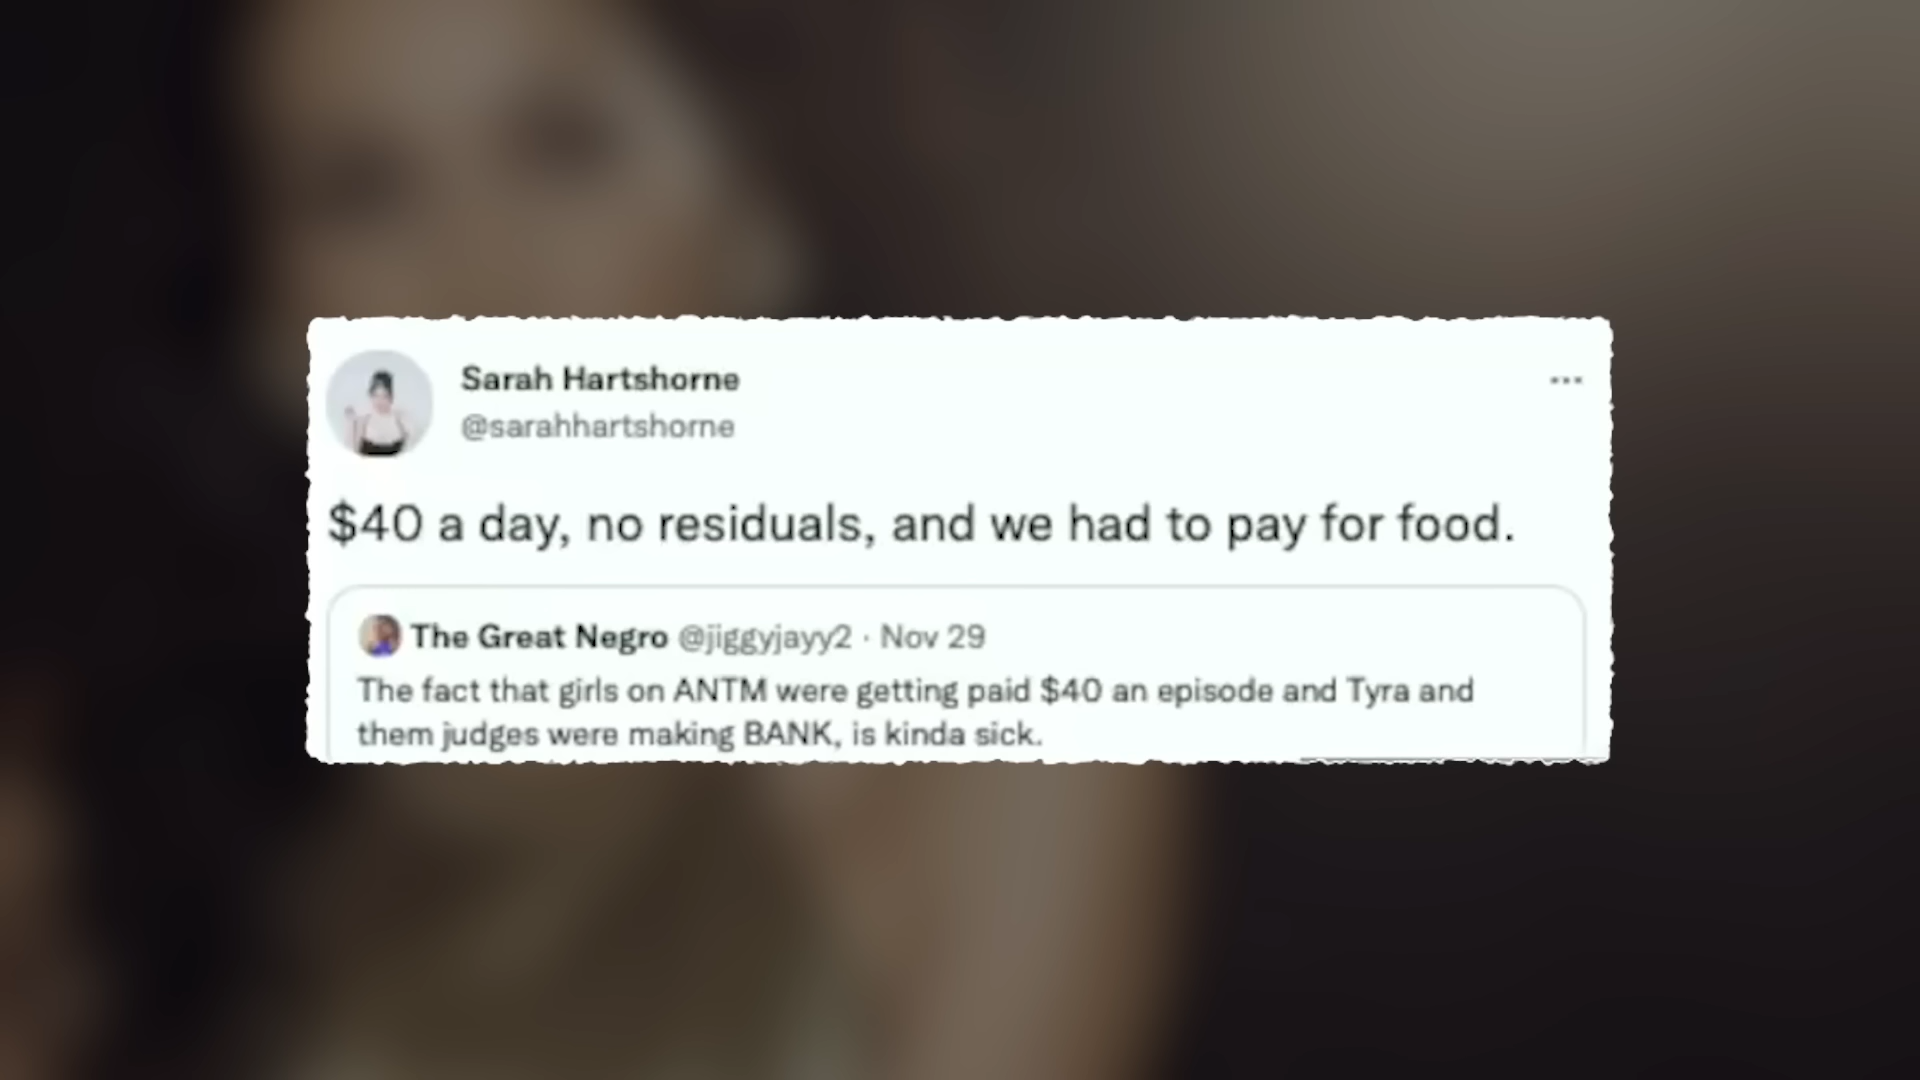 Sarah Hartshorne
@sarahhartshorne
$40 a day, no residuals, and we had to pay for food.
The Great Negro @jiggyjayy2 · Nov 29
The fact that girls on ANTM were getting paid $40 an episode and Tyra and
them judges were making BANK, is kinda sick.